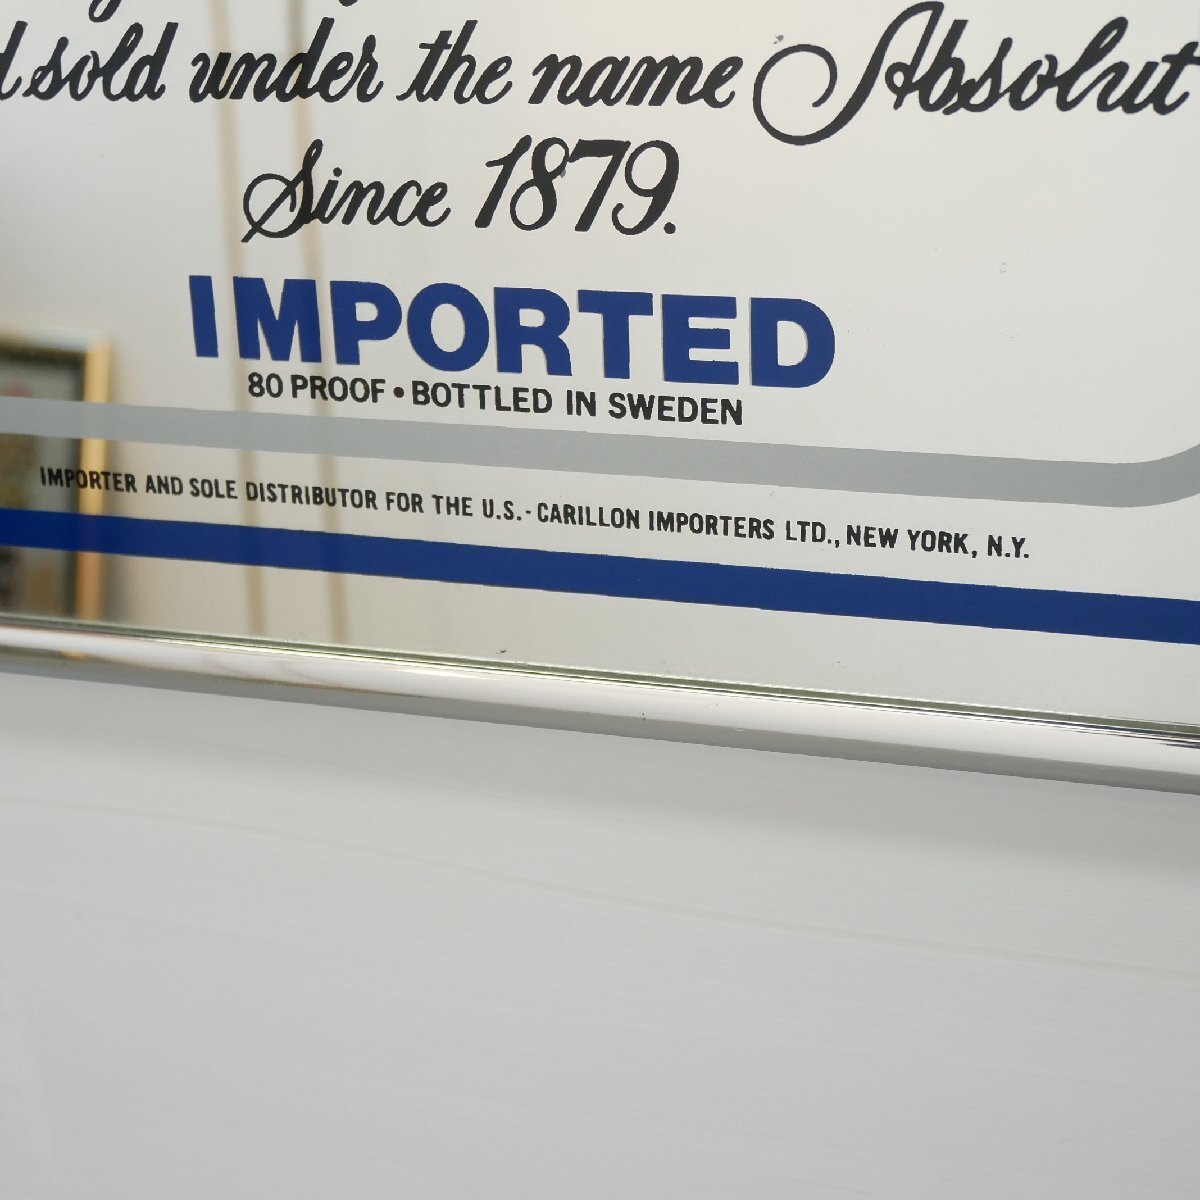 sold under the name Absolut
Since 1879.
IMPORTED
80 PROOF • BOTTLED IN SWEDEN
IMPORTER AND SOLE DISTRIBUTOR FOR THE U.S. - CARILLON IMPORTERS LTD., NEW YORK, N.Y.